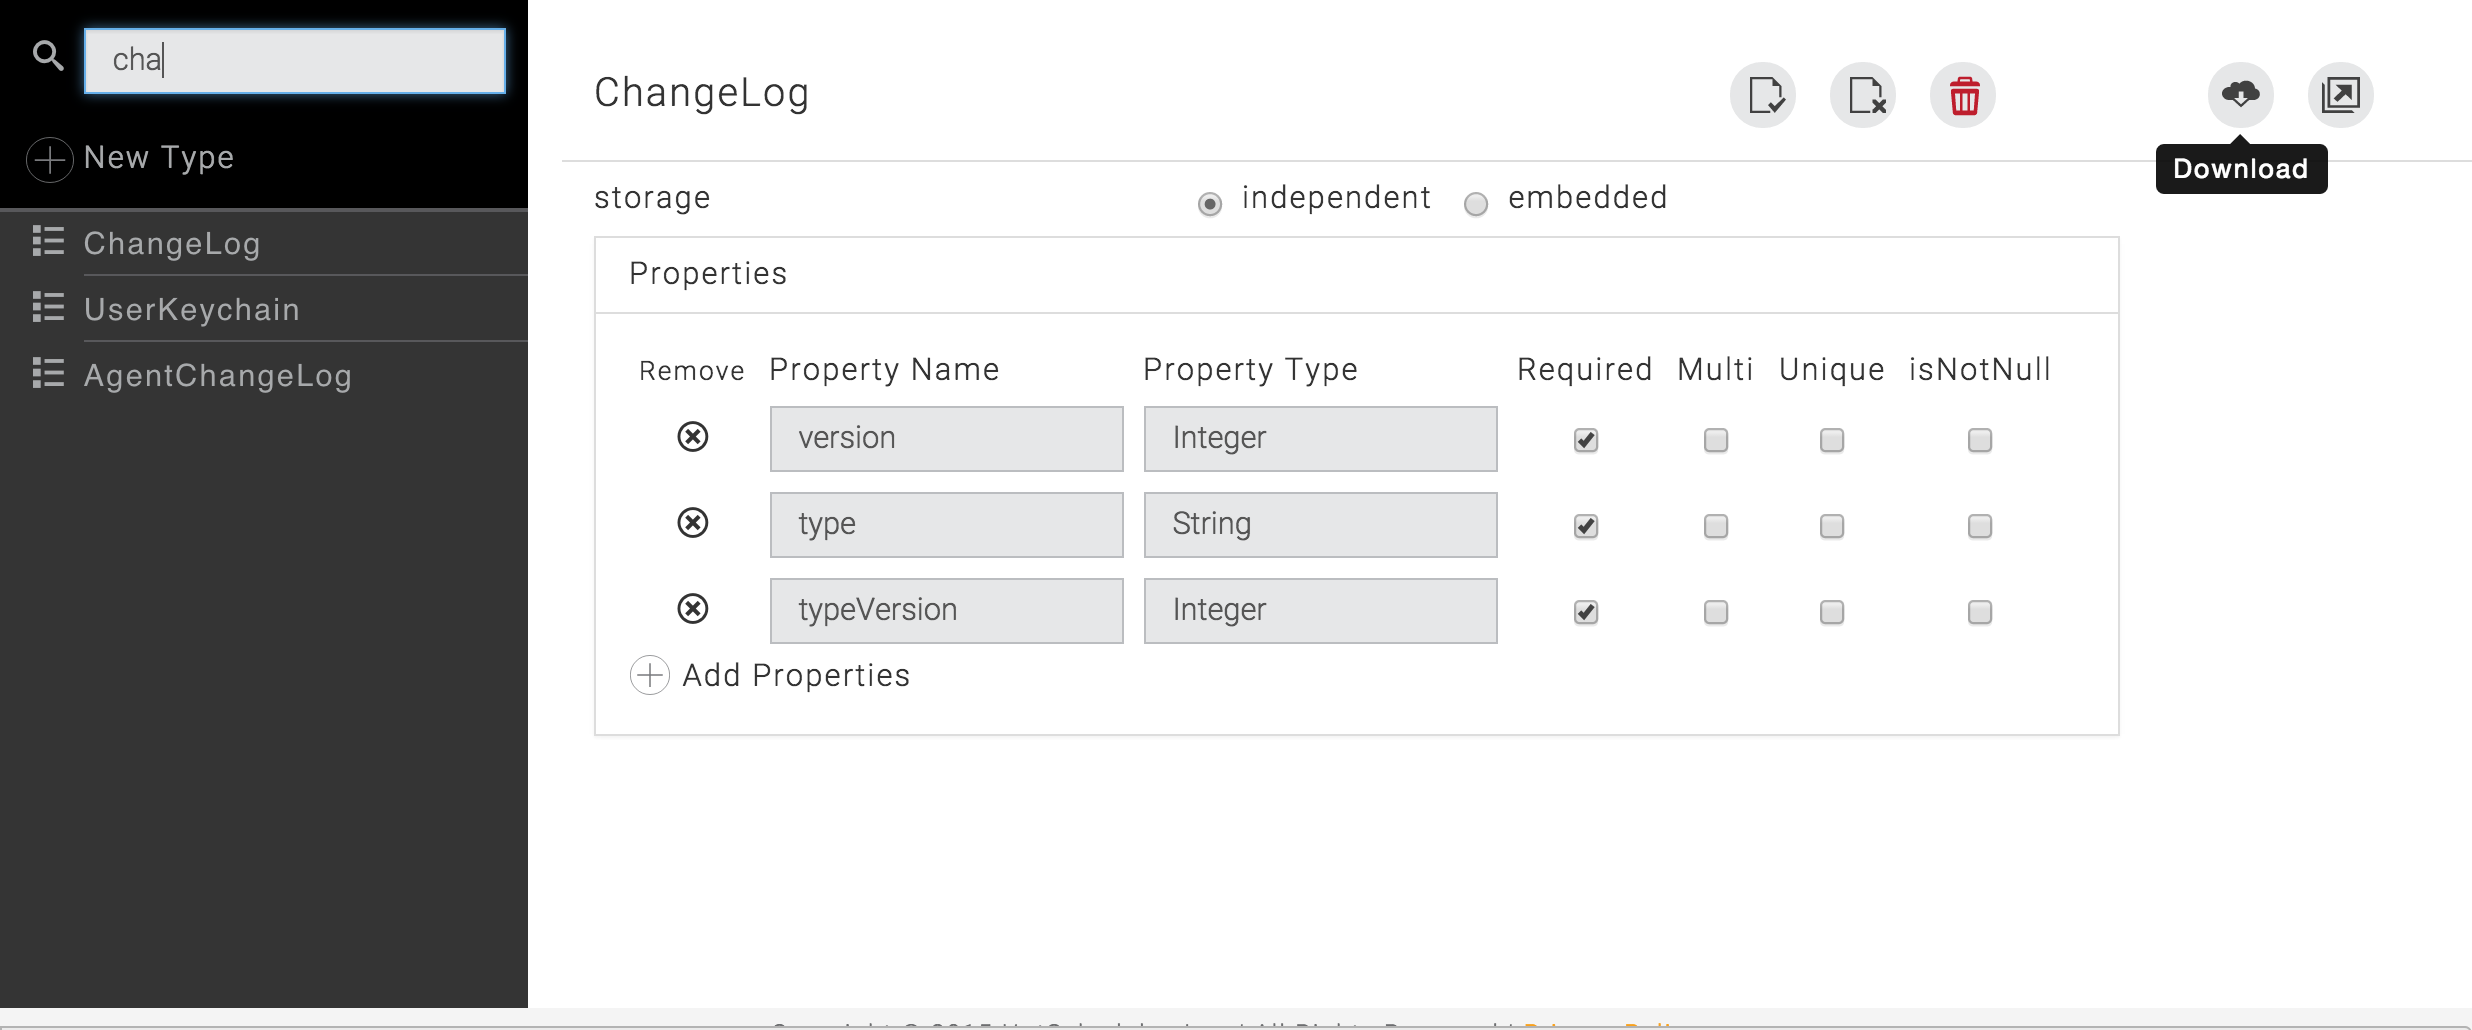 cha
New Type
ChangeLog
UserKeychain
AgentChangeLog
ChangeLog
Download
storage independent embedded
Properties
Remove Property Name Property Type Required Multi Unique isNotNull
version Integer
type String
typeVersion Integer
Add Properties